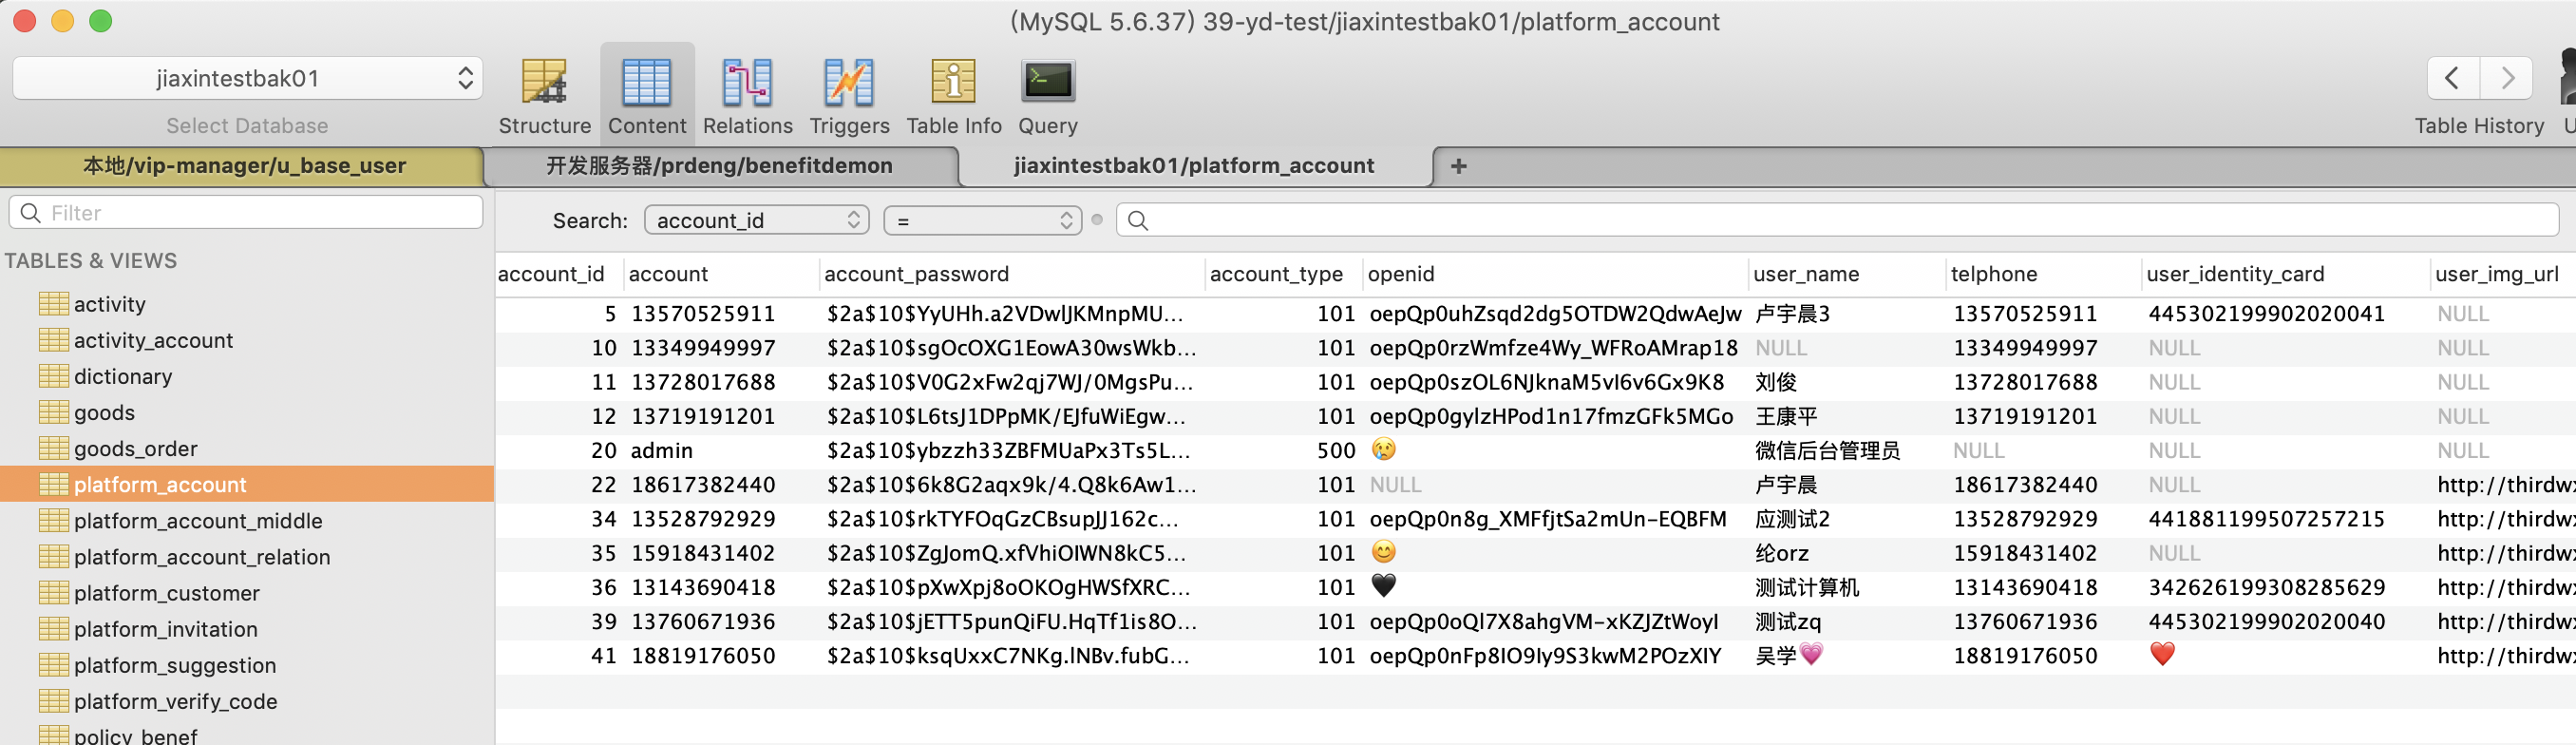 (MySQL 5.6.37) 39-yd-test/jiaxintestbak01/platform_account
jiaxintestbak01
Select Database
Structure Content Relations Triggers Table Info Query
Table History
本地/vip-manager/u_base_user 开发服务器/prdeng/benefitdemon jiaxintestbak01/platform_account +
Filter
Search: account_id =
TABLES & VIEWS
activity
activity_account
dictionary
goods
goods_order
platform_account
platform_account_middle
platform_account_relation
platform_customer
platform_invitation
platform_suggestion
platform_verify_code
policy_benef
account_id account account_password account_type openid user_name telphone user_identity_card user_img_url
5 13570525911 $2a$10$YyUHh.a2VDwlJKMnpMU... 101 oepQp0uhZsqd2dg5OTDW2QdwAeJw 卢宇晨3 13570525911 445302199902020041 NULL
10 13349949997 $2a$10$sgOcOXG1EowA30wsWkb... 101 oepQp0rzWmfze4Wy_WFRoAMrap18 NULL 13349949997 NULL NULL
11 13728017688 $2a$10$V0G2xFw2qj7WJ/0MgsPu... 101 oepQp0szOL6NJknaM5vI6v6Gx9K8 刘俊 13728017688 NULL NULL
12 13719191201 $2a$10$L6tsJ1DPpMK/EJfuWiEgw... 101 oepQp0gylzHPod1n17fmzGFk5MGo 王康平 13719191201 NULL NULL
20 admin $2a$10$ybzzh33ZBFMUaPx3Ts5L... 500 😢 微信后台管理员 NULL NULL NULL
22 18617382440 $2a$10$6k8G2aqx9k/4.Q8k6Aw1... 101 NULL 卢宇晨 18617382440 NULL http://thirdwx
34 13528792929 $2a$10$rkTYFOqGzCBsupJJ162c... 101 oepQp0n8g_XMFfjtSa2mUn-EQBFM 应测试2 13528792929 441881199507257215 http://thirdwx
35 15918431402 $2a$10$ZgJomQ.xfVhiOIWN8kC5... 101 😊 纶orz 15918431402 NULL http://thirdwx
36 13143690418 $2a$10$pXwXpj8oOKOgHWSfXRC... 101 🖤 测试计算机 13143690418 342626199308285629 http://thirdwx
39 13760671936 $2a$10$jETT5punQiFU.HqTf1is8O... 101 oepQp0oQl7X8ahgVM-xKZJZtWoyI 测试zq 13760671936 445302199902020040 http://thirdwx
41 18819176050 $2a$10$ksqUxxC7NKg.lNBv.fubG... 101 oepQp0nFp8IO9Iy9S3kwM2POzXIY 吴学💗 18819176050 ❤️ http://thirdwx